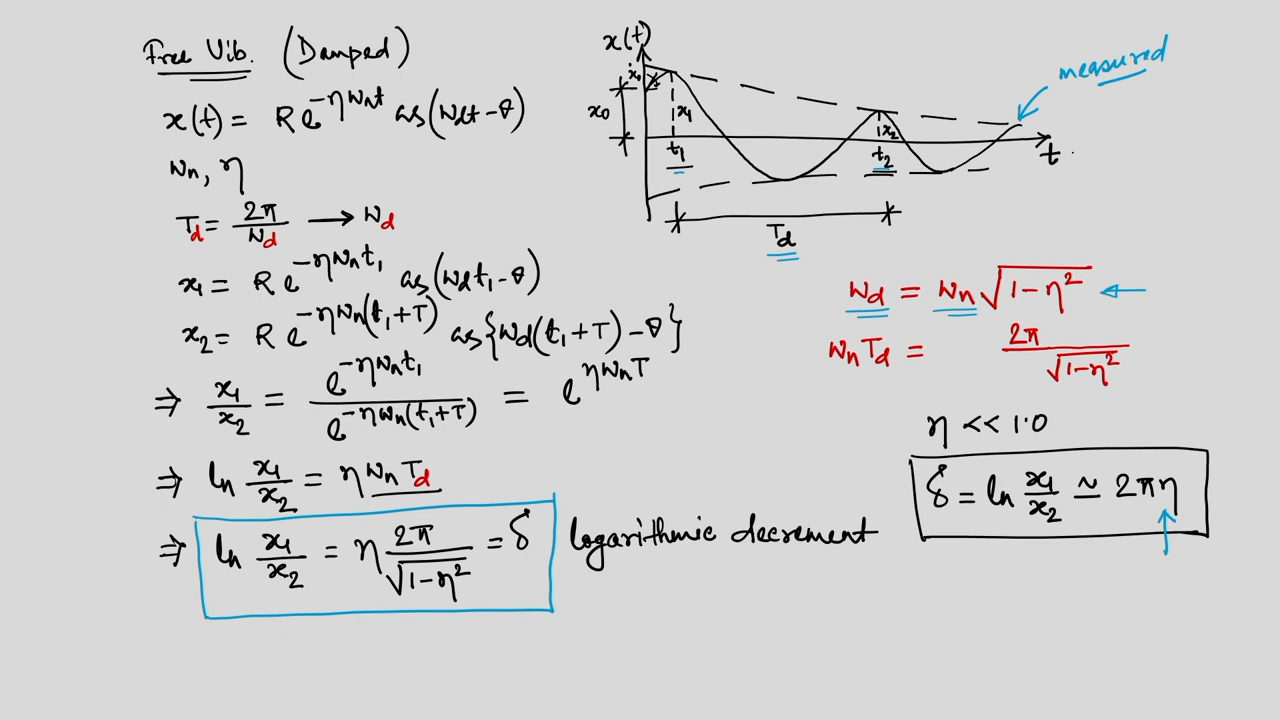 Free Vib. (Damped)
x(t) = R e^{-ηω_n t} cos(ω_d t - θ)
ω_n, η
T_d = 2π/ω_d → ω_d
x_1 = R e^{-ηω_n t_1} cos(ω_d t_1 - θ)
x_2 = R e^{-ηω_n(t_1+T)} cos{ω_d(t_1+T) - θ}
⇒ x_1/x_2 = e^{-ηω_n t_1}/e^{-ηω_n(t_1+T)} = e^{ηω_n T}
⇒ ln x_1/x_2 = ηω_n T_d
⇒ ln x_1/x_2 = η 2π/√(1-η²) = δ logarithmic decrement
x(t)
measured
ẋ_0
x_0
x_1
x_2
t_1
t_2
t
T_d
ω_d = ω_n √(1-η²) ←
ω_n T_d = 2π/√(1-η²)
η << 1.0
δ = ln x_1/x_2 ≃ 2πη